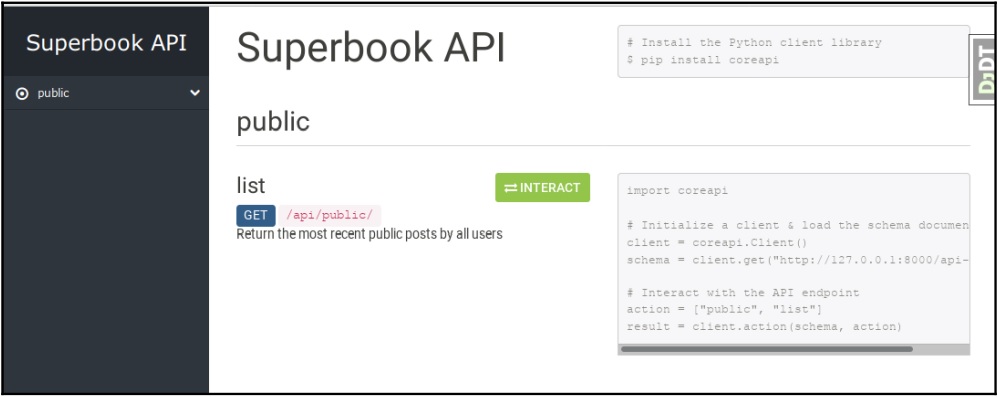 Superbook API
public
Superbook API
# Install the Python client library
$ pip install coreapi
DjDT
public
list
INTERACT
GET /api/public/
Return the most recent public posts by all users
import coreapi
# Initialize a client & load the schema documen
client = coreapi.Client()
schema = client.get("http://127.0.0.1:8000/api-
# Interact with the API endpoint
action = ["public", "list"]
result = client.action(schema, action)